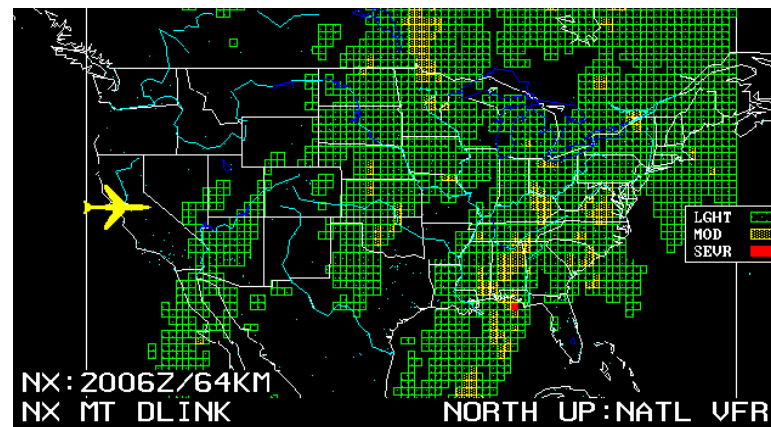 LGHT
MOD
SEVR
NX:2006Z/64KM
NX MT DLINK
NORTH UP:NATL VFR